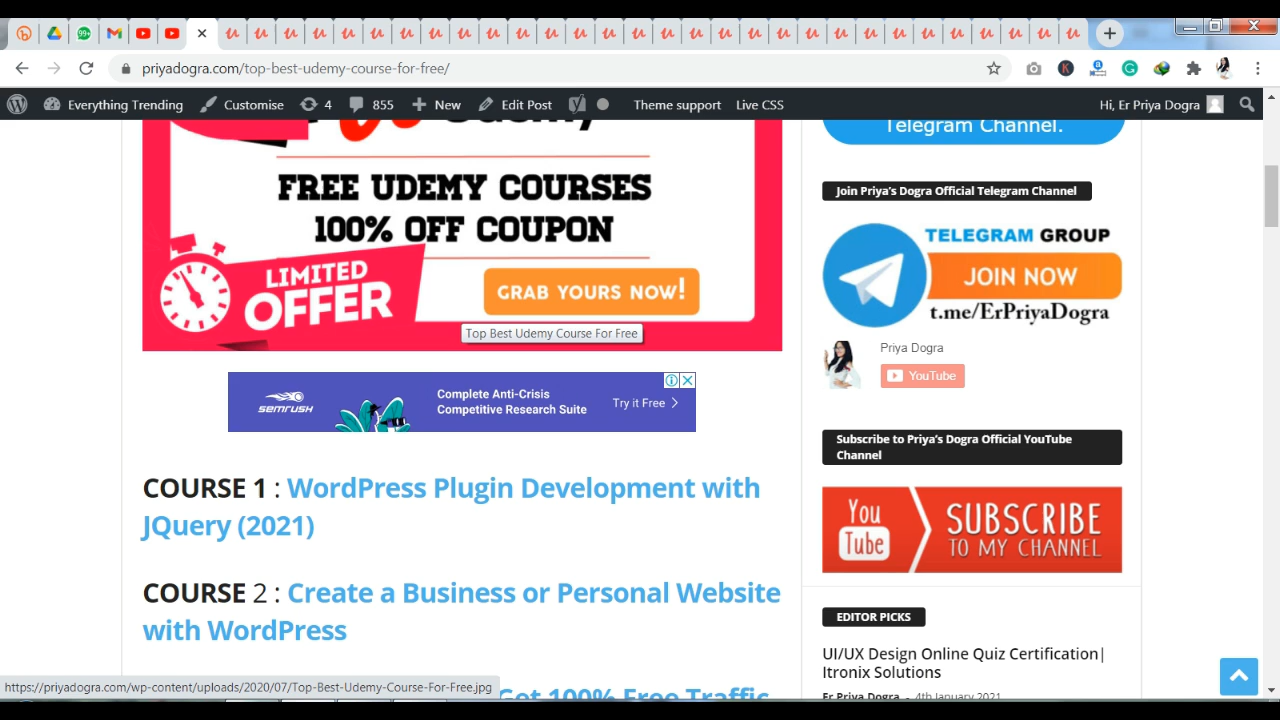 99+
priyadogra.com/top-best-udemy-course-for-free/
Everything Trending
Customise
4
855
New
Edit Post
Theme support
Live CSS
Hi, Er Priya Dogra
FREE UDEMY COURSES
100% OFF COUPON
LIMITED
OFFER
GRAB YOURS NOW!
Top Best Udemy Course For Free
SEMRUSH
Complete Anti-Crisis
Competitive Research Suite
Try it Free
COURSE 1 : WordPress Plugin Development with
JQuery (2021)
COURSE 2 : Create a Business or Personal Website
with WordPress
Get 100% Free Traffic
https://priyadogra.com/wp-content/uploads/2020/07/Top-Best-Udemy-Course-For-Free.jpg
Telegram Channel.
Join Priya's Dogra Official Telegram Channel
TELEGRAM GROUP
JOIN NOW
t.me/ErPriyaDogra
Priya Dogra
YouTube
Subscribe to Priya's Dogra Official YouTube
Channel
You
Tube
SUBSCRIBE
TO MY CHANNEL
EDITOR PICKS
UI/UX Design Online Quiz Certification|
Itronix Solutions
Er Priya Dogra - 4th January 2021